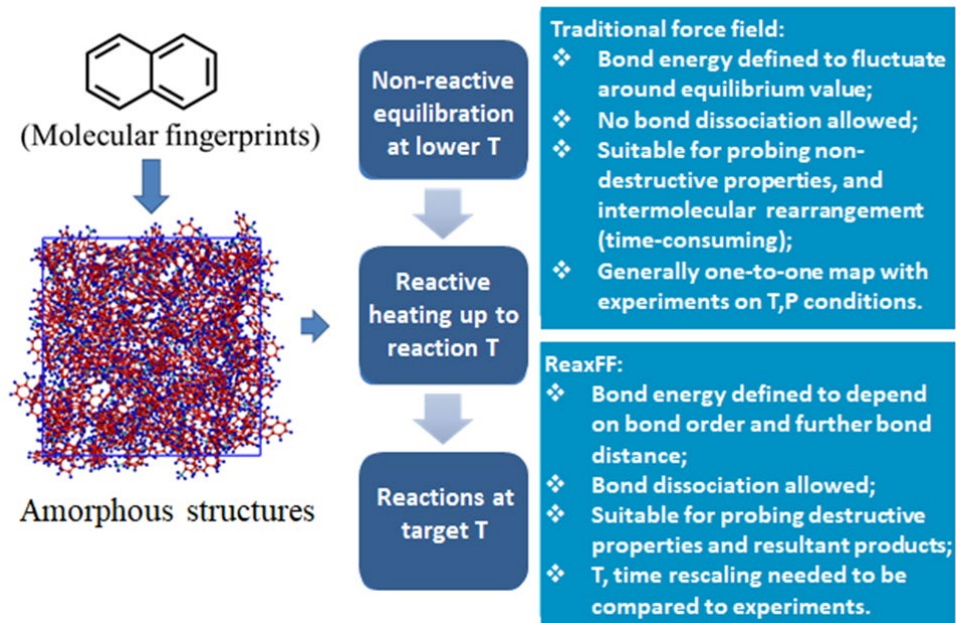 (Molecular fingerprints)
Amorphous structures
Non-reactive
equilibration
at lower T
Reactive
heating up to
reaction T
Reactions at
target T
Traditional force field:
❖ Bond energy defined to fluctuate
around equilibrium value;
❖ No bond dissociation allowed;
❖ Suitable for probing non-
destructive properties, and
intermolecular rearrangement
(time-consuming);
❖ Generally one-to-one map with
experiments on T,P conditions.
ReaxFF:
❖ Bond energy defined to depend
on bond order and further bond
distance;
❖ Bond dissociation allowed;
❖ Suitable for probing destructive
properties and resultant products;
❖ T, time rescaling needed to be
compared to experiments.